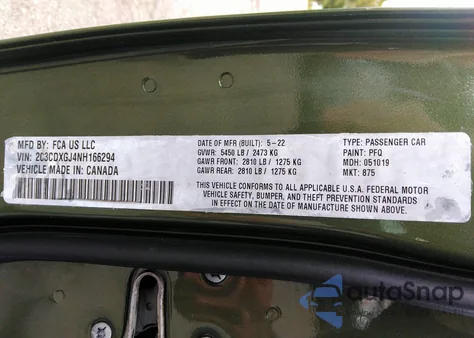 MFD BY: FCA US LLC
VIN: 2C3CDXGJ4NH166294
VEHICLE MADE IN: CANADA
DATE OF MFR (BUILT): 5-22
GVWR: 5450 LB / 2473 KG
GAWR FRONT: 2810 LB / 1275 KG
GAWR REAR: 2810 LB / 1275 KG
TYPE: PASSENGER CAR
PAINT: PFQ
MDH: 051019
MKT: 875
THIS VEHICLE CONFORMS TO ALL APPLICABLE U.S.A. FEDERAL MOTOR
VEHICLE SAFETY, BUMPER, AND THEFT PREVENTION STANDARDS
IN EFFECT ON THE DATE OF MANUFACTURE SHOWN ABOVE.
autoSnap